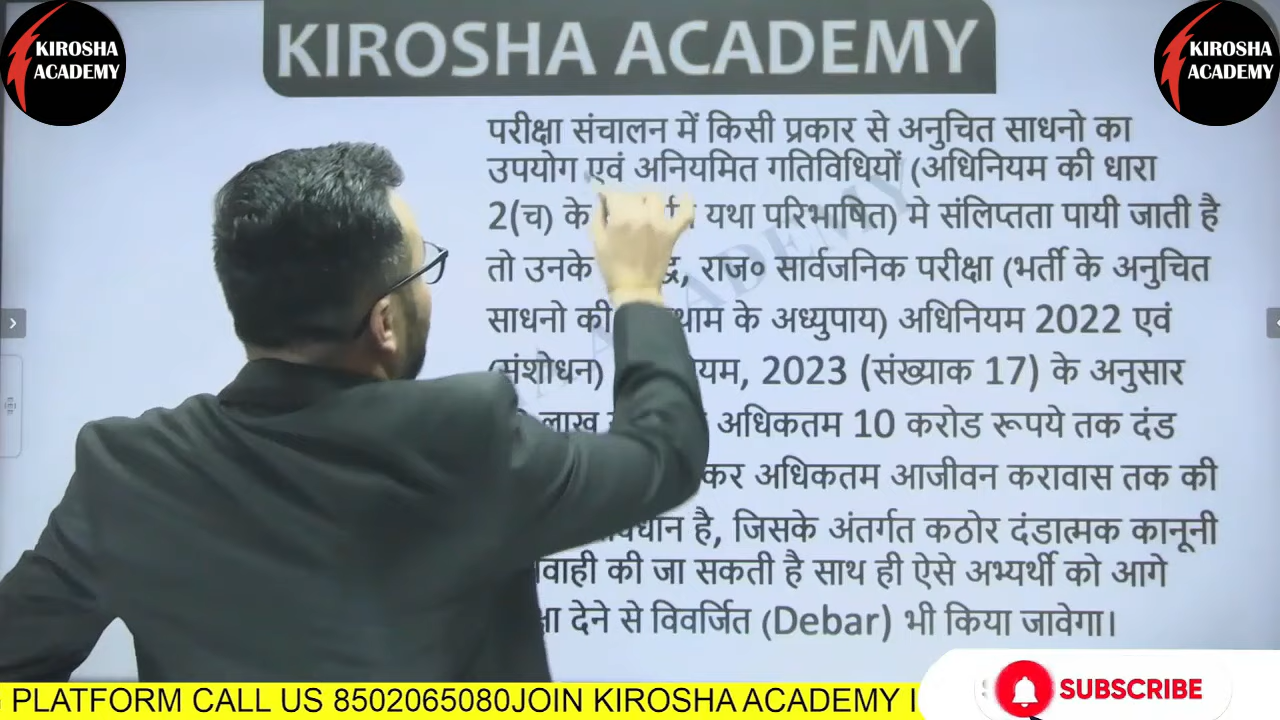 KIROSHA ACADEMY
KIROSHA
ACADEMY
KIROSHA
ACADEMY
परीक्षा संचालन में किसी प्रकार से अनुचित साधनो का
उपयोग एवं अनियमित गतिविधियों (अधिनियम की धारा
2(च) के यथा परिभाषित) मे संलिप्तता पायी जाती है
तो उनके राज० सार्वजनिक परीक्षा (भर्ती के अनुचित
साधनो की अध्युपाय) अधिनियम 2022 एवं
(संशोधन) 2023 (संख्याक 17) के अनुसार
लाख अधिकतम 10 करोड रूपये तक दंड
अधिकतम आजीवन करावास तक की
है, जिसके अंतर्गत कठोर दंडात्मक कानूनी
की जा सकती है साथ ही ऐसे अभ्यर्थी को आगे
देने से विवर्जित (Debar) भी किया जावेगा।
PLATFORM CALL US 8502065080JOIN KIROSHA ACADEMY
SUBSCRIBE